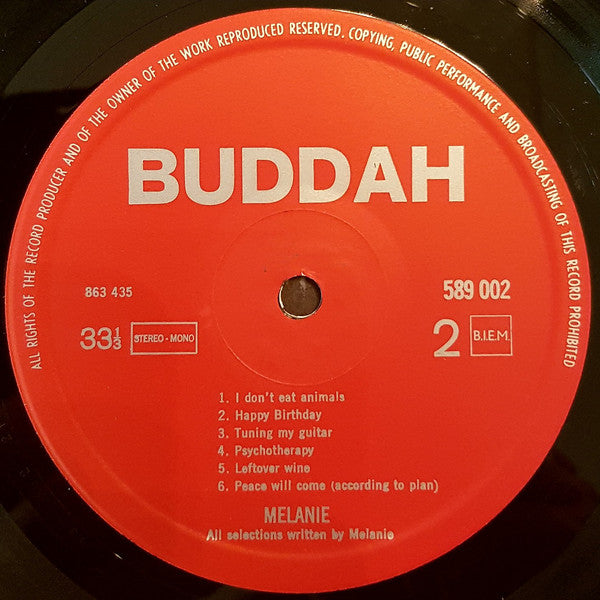 ALL RIGHTS OF THE RECORD PRODUCER AND OF THE OWNER OF THE WORK REPRODUCED RESERVED. COPYING, PUBLIC PERFORMANCE AND BROADCASTING OF THIS RECORD PROHIBITED
BUDDAH
863 435
589 002
33⅓ STEREO-MONO
2 B.I.E.M.
1. I don't eat animals
2. Happy Birthday
3. Tuning my guitar
4. Psychotherapy
5. Leftover wine
6. Peace will come (according to plan)
MELANIE
All selections written by Melanie